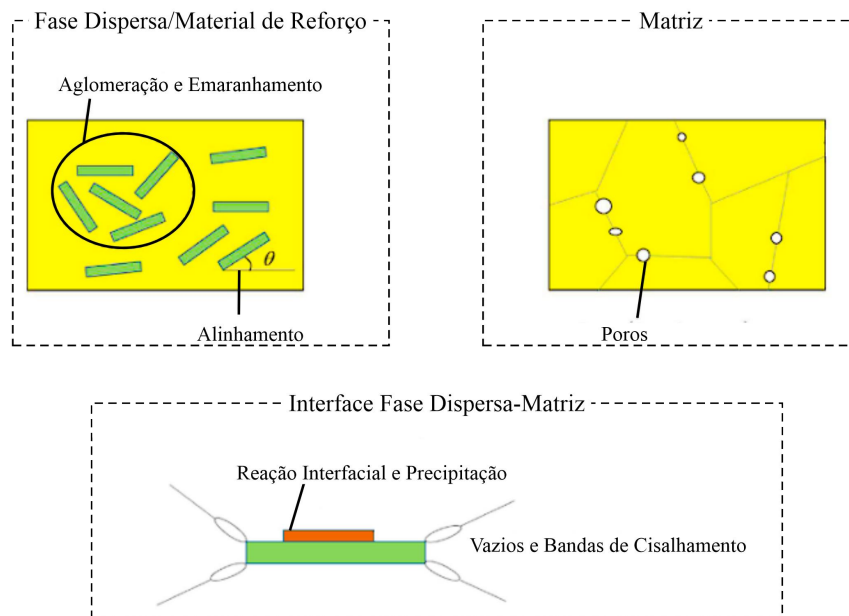 Fase Dispersa/Material de Reforço
Aglomeração e Emaranhamento
θ
Alinhamento
Matriz
Poros
Interface Fase Dispersa-Matriz
Reação Interfacial e Precipitação
Vazios e Bandas de Cisalhamento